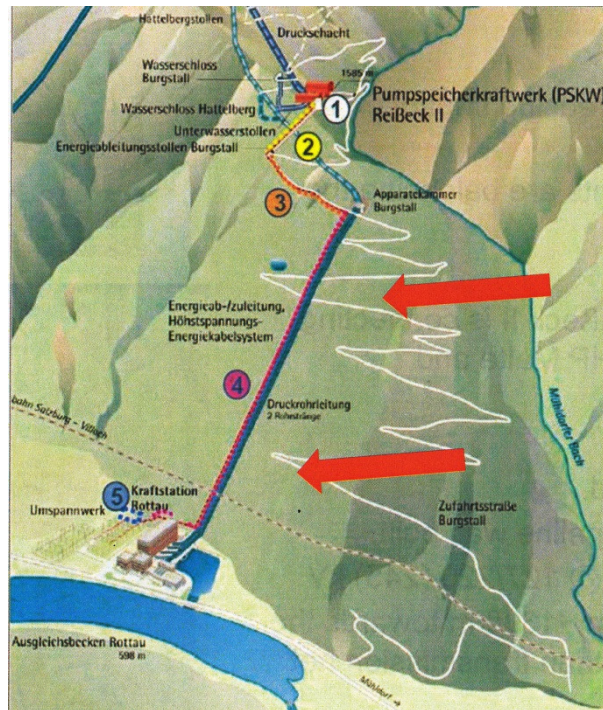 Hattelbergstollen
Druckschacht
Wasserschloss
Burgstall
1585 m
1
Pumpspeicherkraftwerk (PSKW)
Reißeck II
Wasserschloss Hattelberg
Unterwasserstollen
Energieableitungsstollen Burgstall
2
Apparatekammer
Burgstall
3
Energieab-/zuleitung,
Höchstspannungs-
Energiekabelsystem
4
Druckrohrleitung
2 Rohrstränge
bahn Salzburg – Villach
Mühldorfer Bach
5
Kraftstation
Rottau
Umspannwerk
Zufahrtsstraße
Burgstall
Ausgleichsbecken Rottau
598 m
Mühldorf →